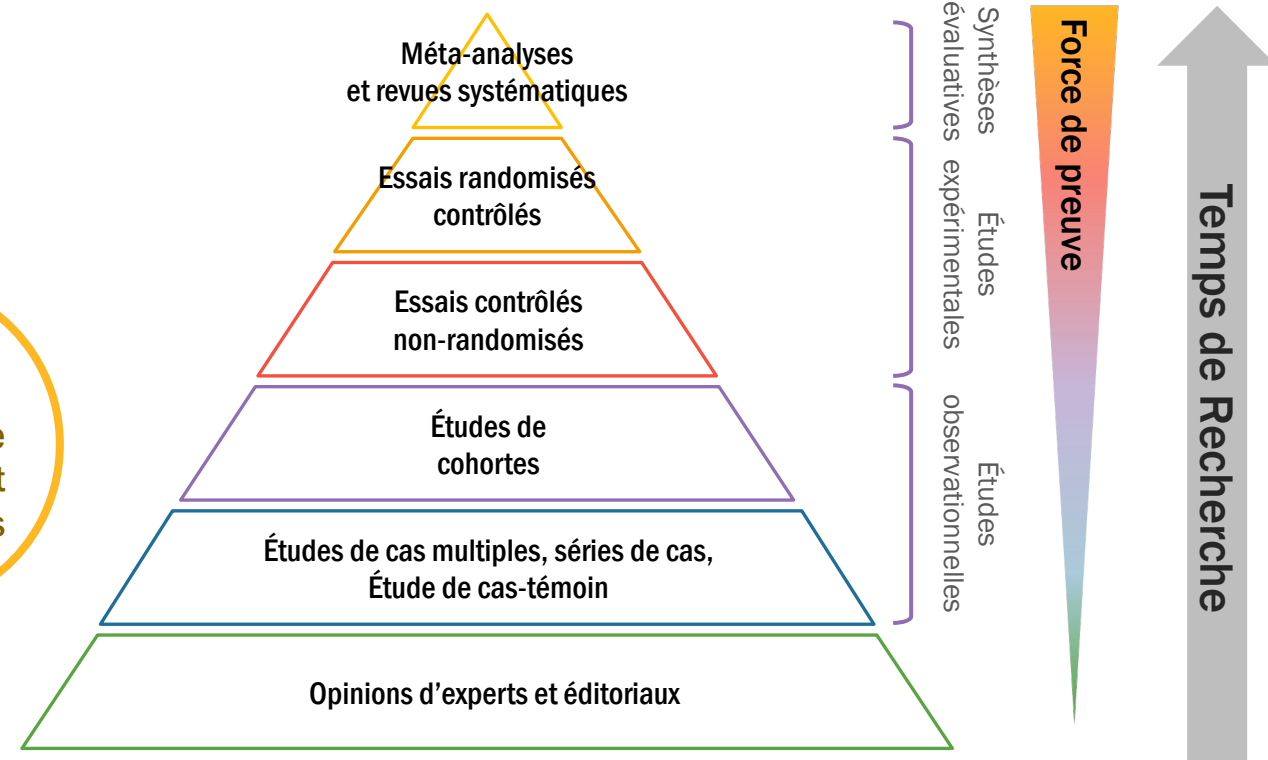 Méta-analyses
et revues systématiques
Essais randomisés
contrôlés
Essais contrôlés
non-randomisés
Études de
cohortes
Études de cas multiples, séries de cas,
Étude de cas-témoin
Opinions d’experts et éditoriaux
Synthèses
évaluatives
Études
expérimentales
Études
observationnelles
Force de preuve
Temps de Recherche